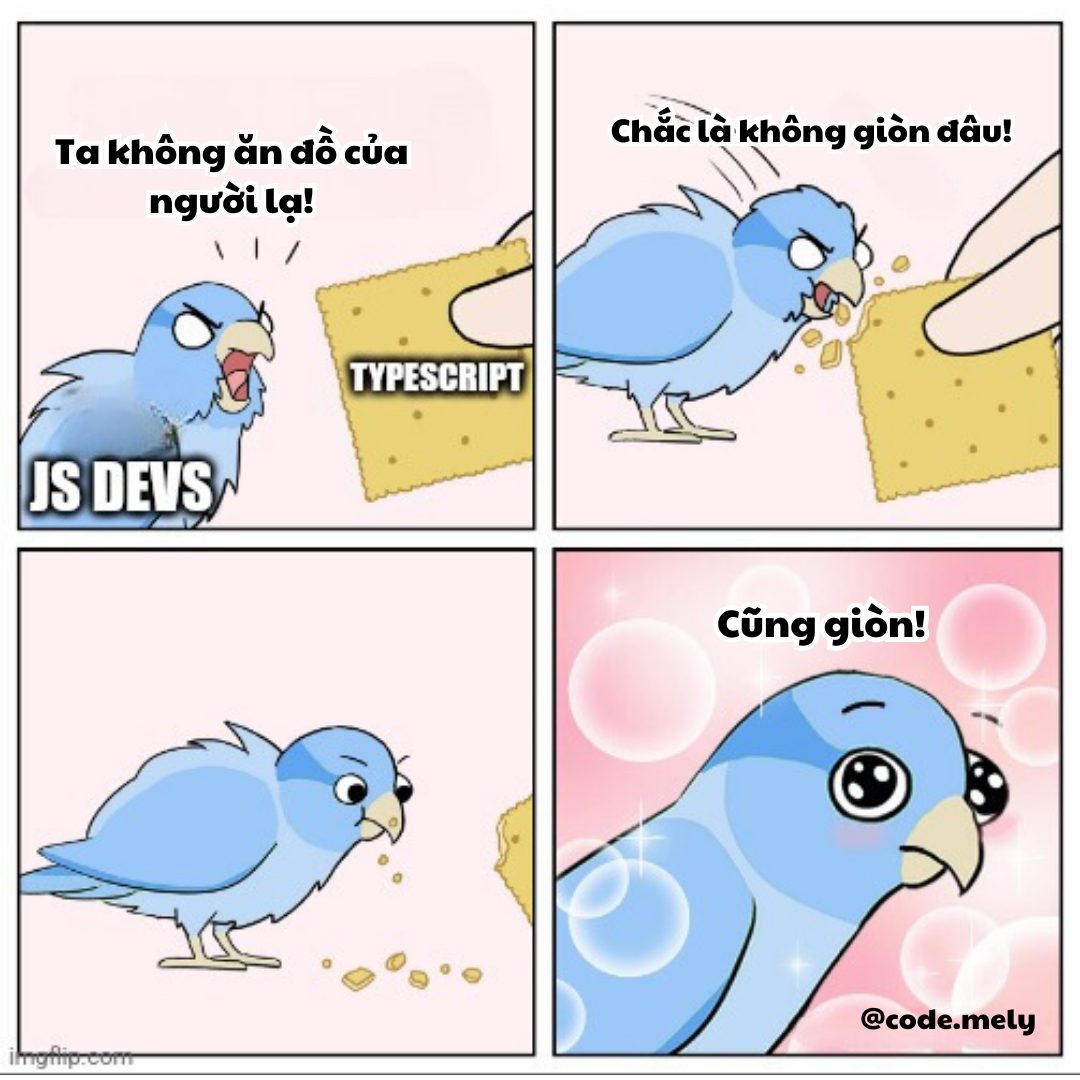 Ta không ăn đồ của
người lạ!
TYPESCRIPT
JS DEVS
Chắc là không giòn đâu!
Cũng giòn!
@code.mely
imgflip.com